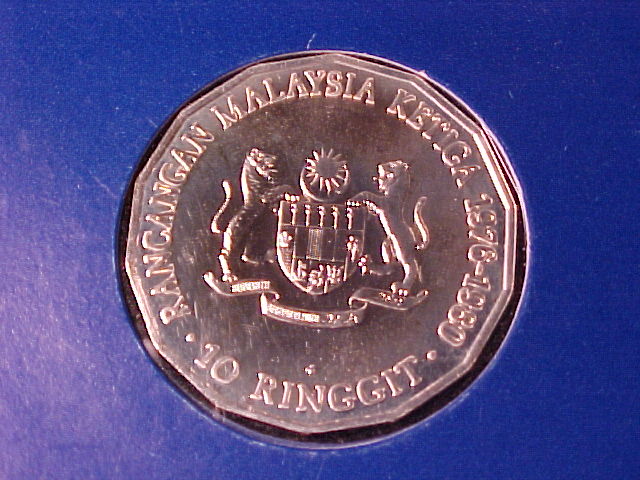 RANCANGAN MALAYSIA KETIGA 1976-1980
10 RINGGIT